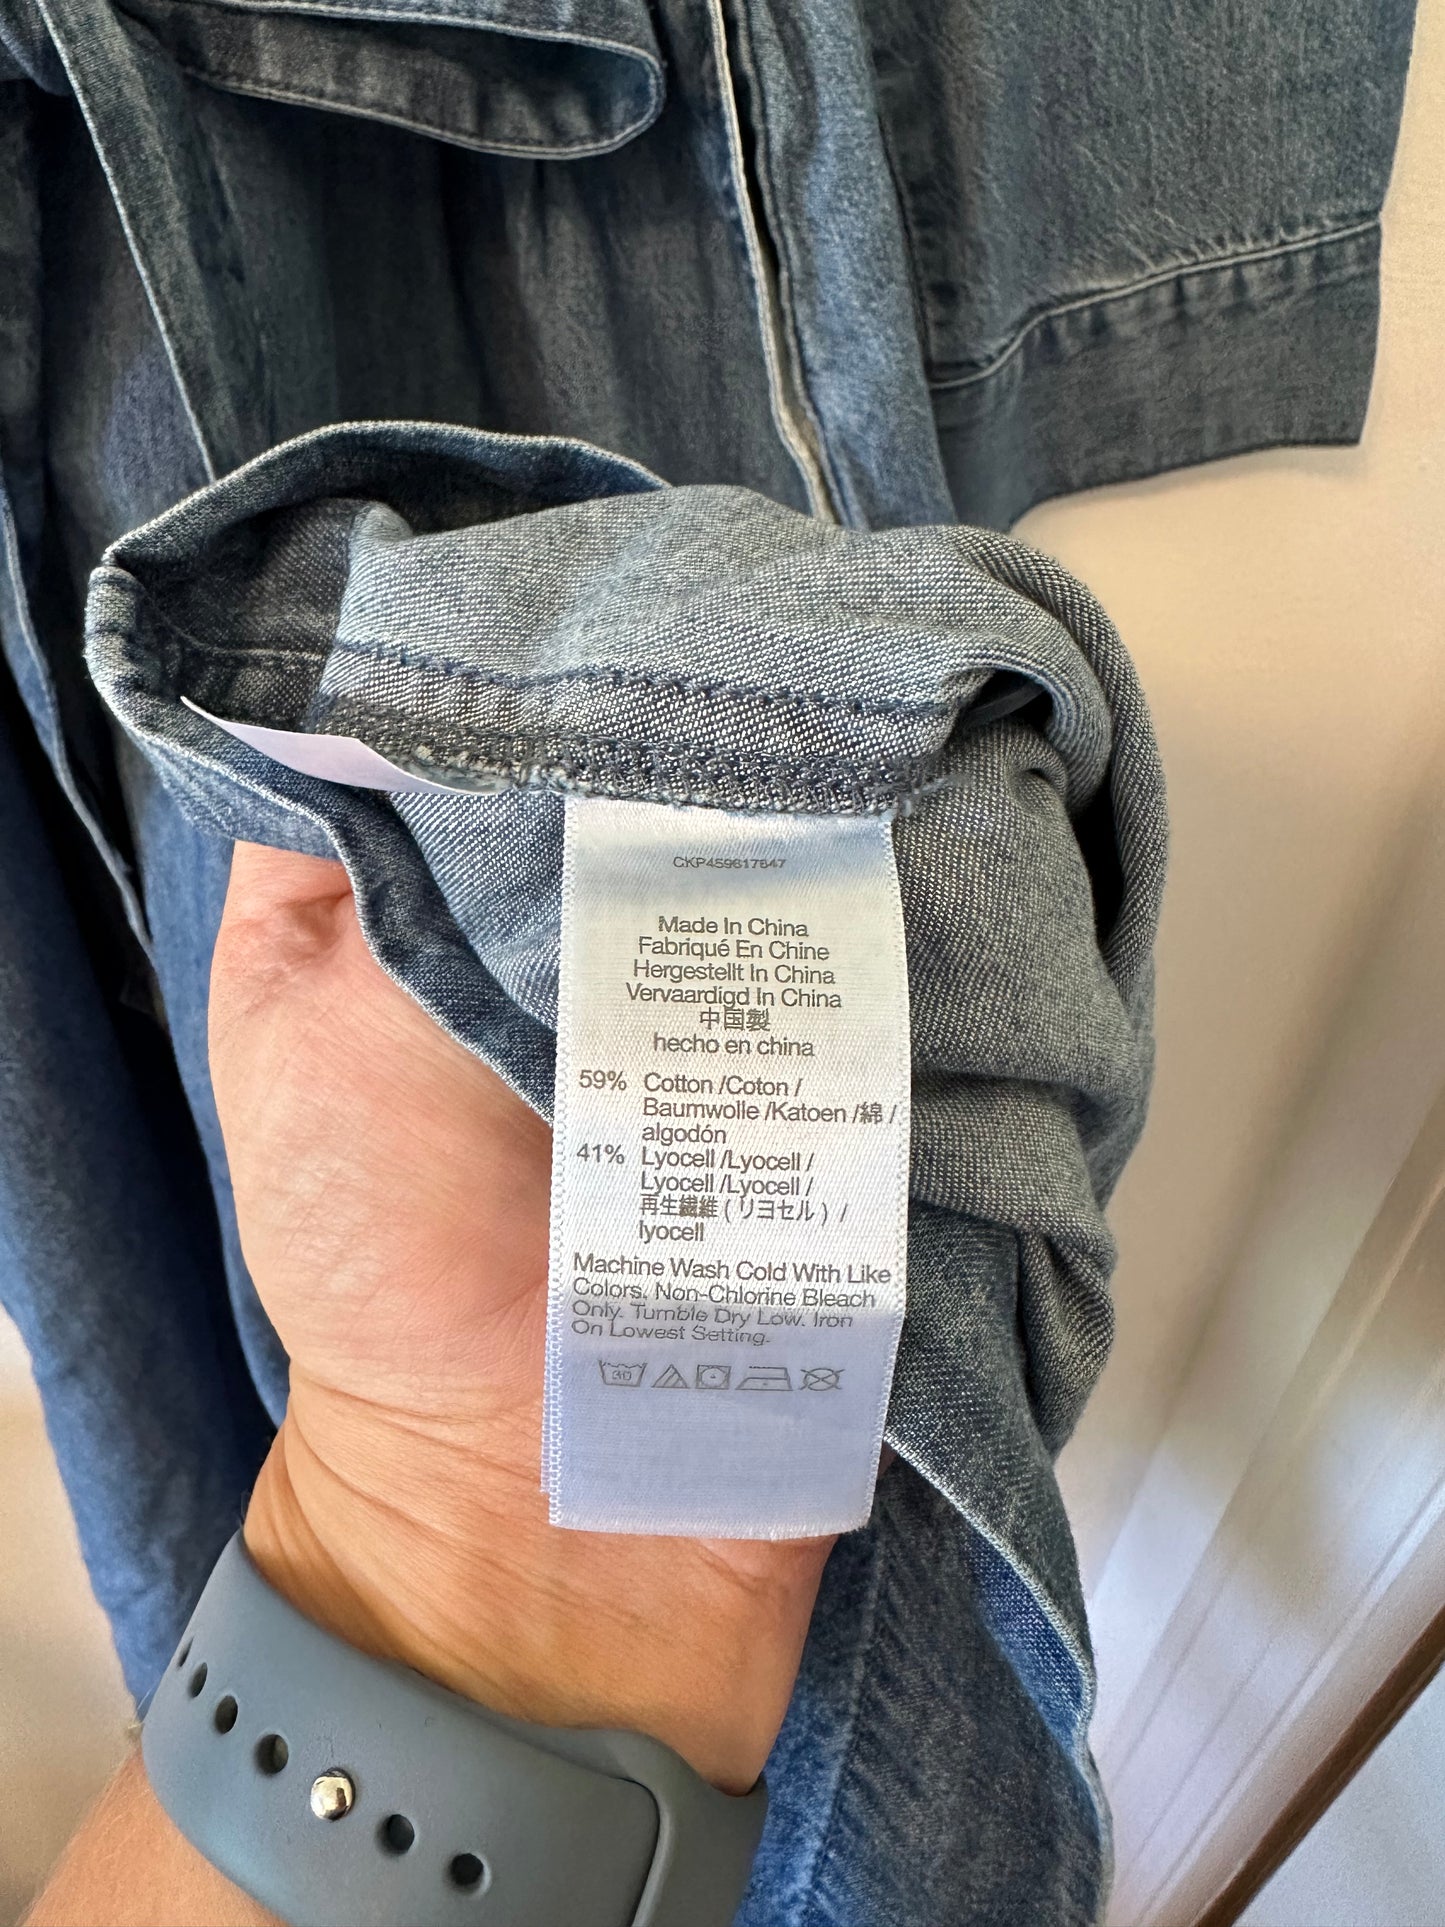 CKP459617547
Made In China
Fabriqué En Chine
Hergestellt In China
Vervaardigd In China
中国製
hecho en china
59% Cotton /Coton /
Baumwolle /Katoen /綿 /
algodón
41% Lyocell /Lyocell /
Lyocell /Lyocell /
再生繊維 ( リヨセル ) /
lyocell
Machine Wash Cold With Like
Colors. Non-Chlorine Bleach
Only. Tumble Dry Low. Iron
On Lowest Setting.
30